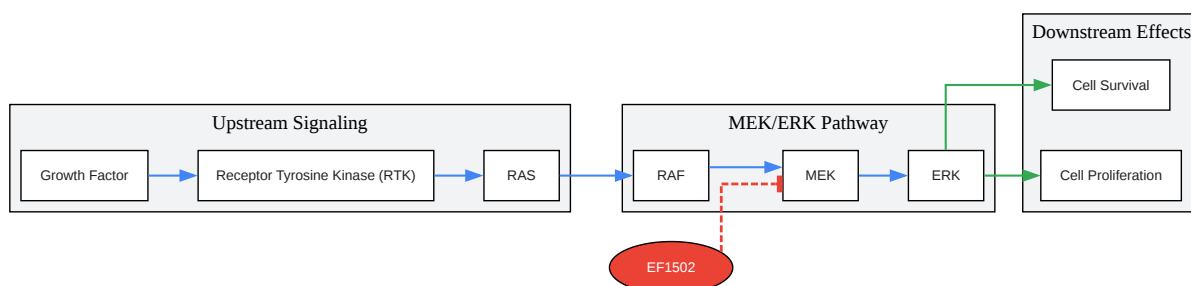 Downstream Effects
Cell Survival
Upstream Signaling
MEK/ERK Pathway
Growth Factor
Receptor Tyrosine Kinase (RTK)
RAS
RAF
MEK
ERK
Cell Proliferation
EF1502